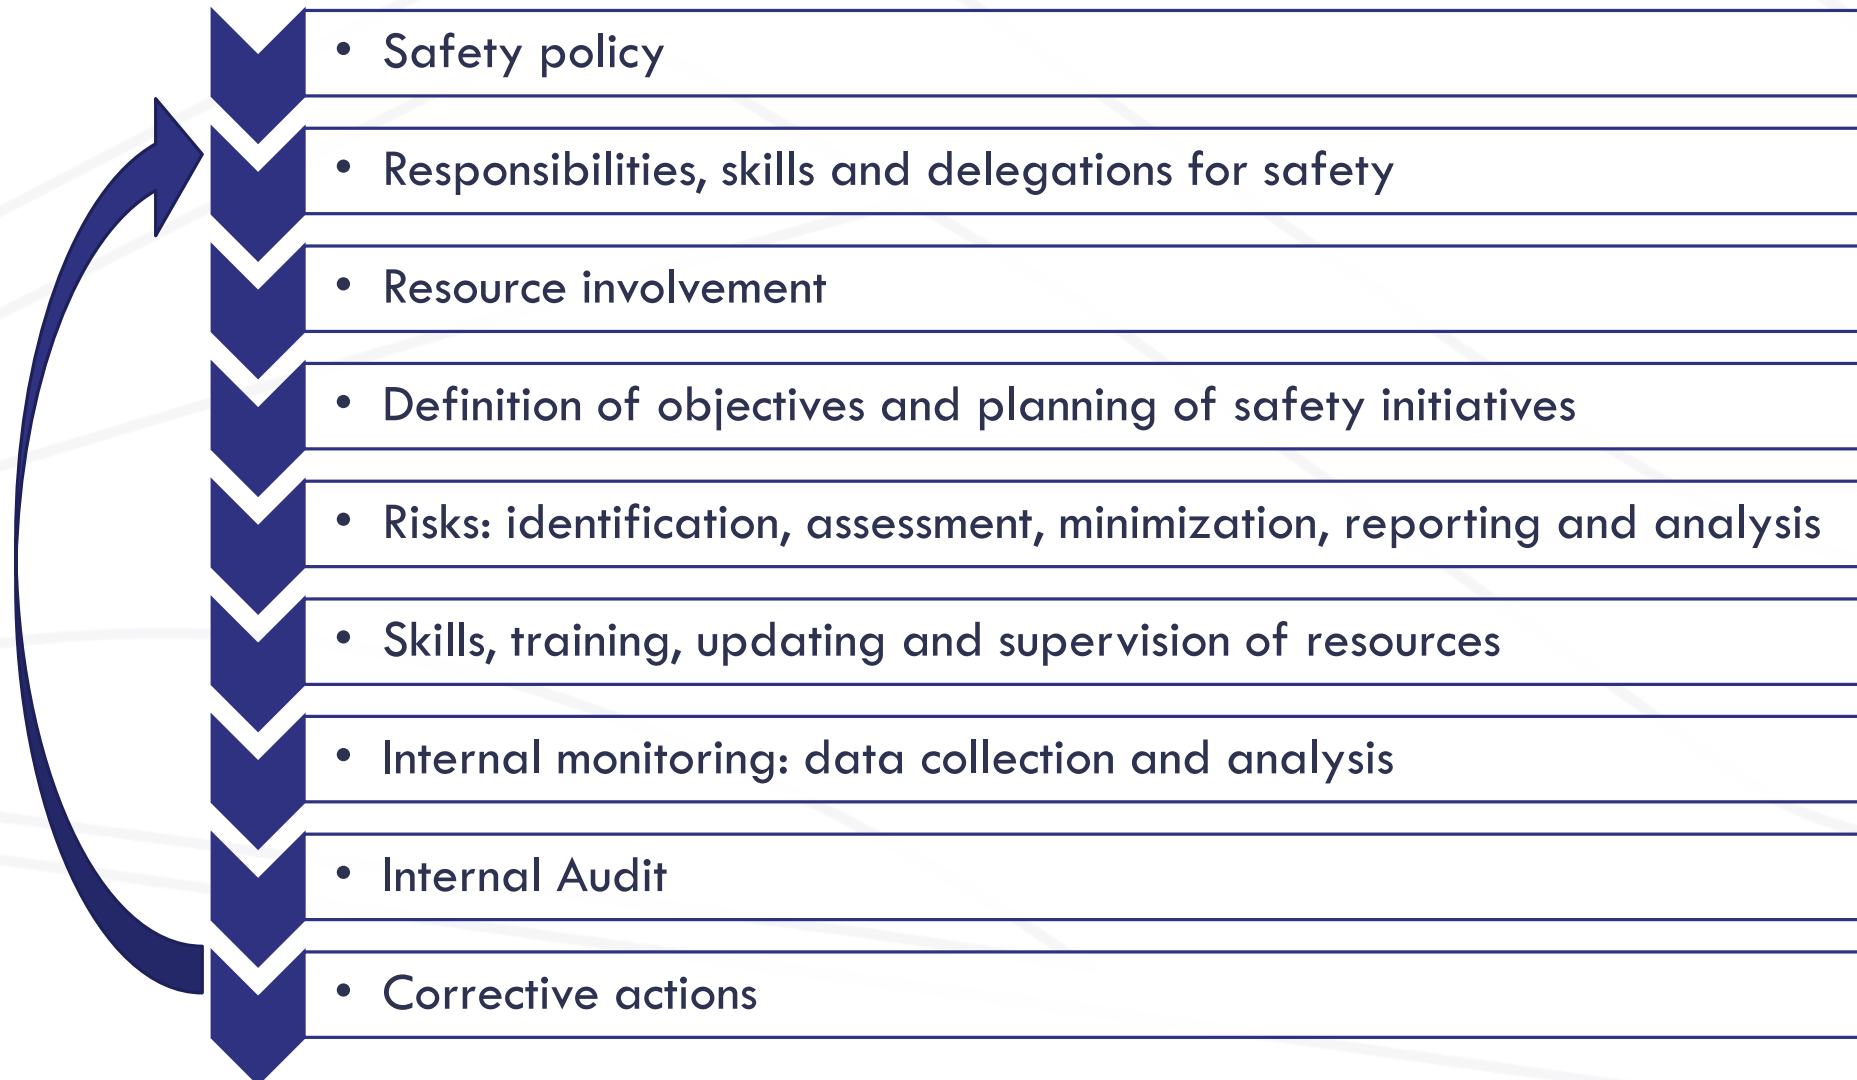 • Safety policy
• Responsibilities, skills and delegations for safety
• Resource involvement
• Definition of objectives and planning of safety initiatives
• Risks: identification, assessment, minimization, reporting and analysis
• Skills, training, updating and supervision of resources
• Internal monitoring: data collection and analysis
• Internal Audit
• Corrective actions